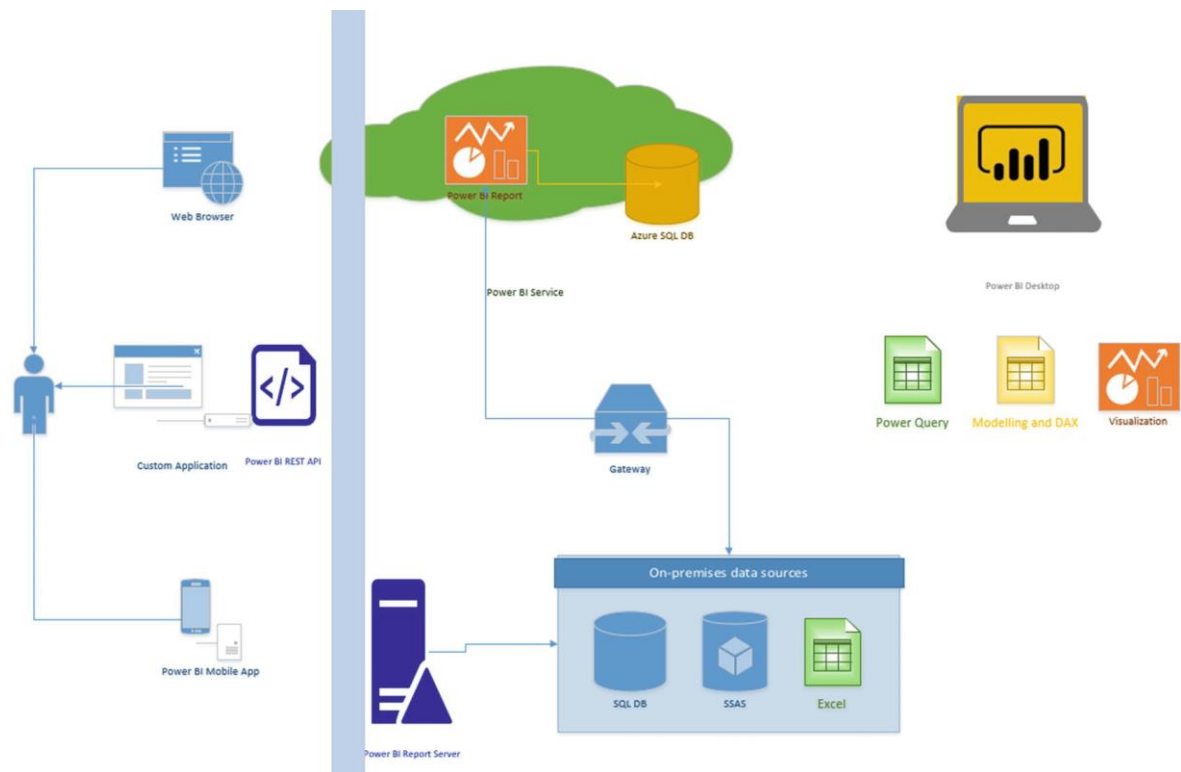 Web Browser
Power BI Report
Azure SQL DB
Power BI Service
Power BI Desktop
Power Query
Modelling and DAX
Visualization
Custom Application
Power BI REST API
Gateway
On-premises data sources
Power BI Mobile App
SQL DB
SSAS
Excel
Power BI Report Server